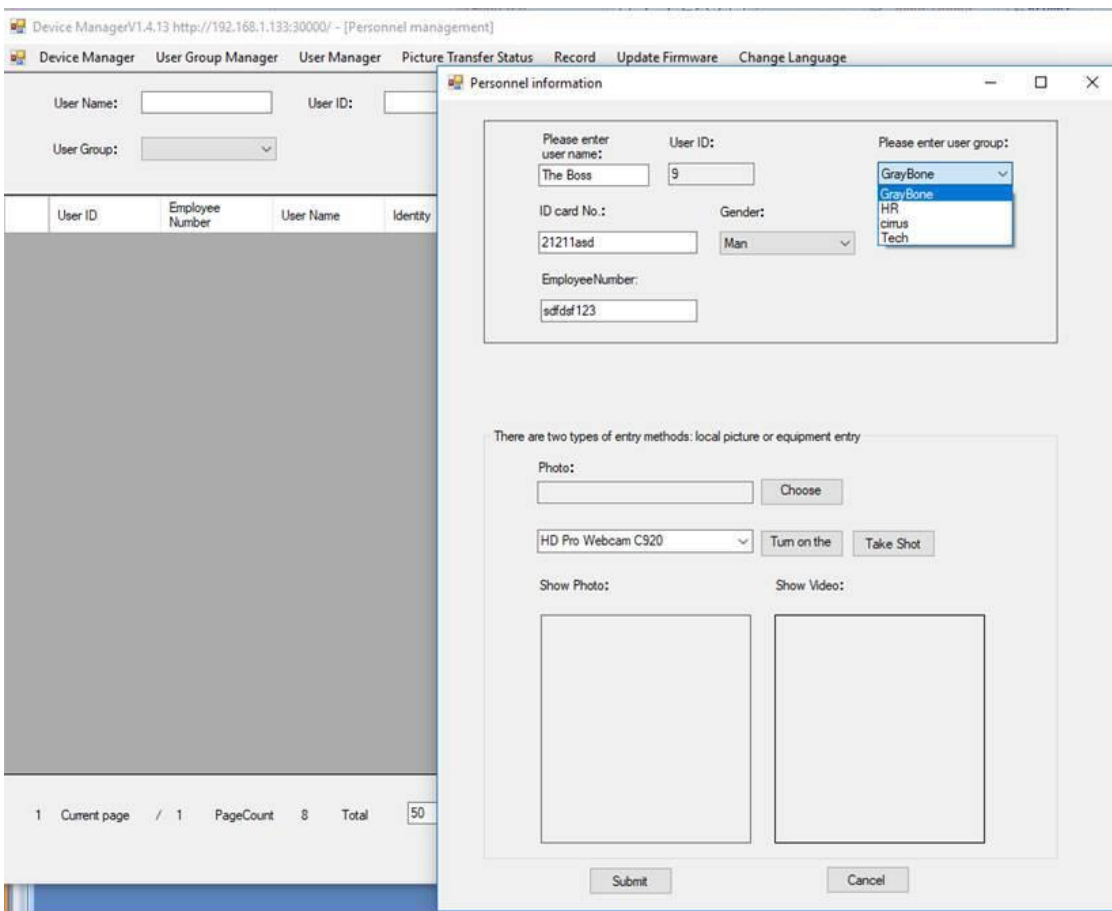 Device ManagerV1.4.13 http://192.168.1.133:30000/ - [Personnel management]
Device Manager User Group Manager User Manager Picture Transfer Status Record Update Firmware Change Language
User Name: User ID:
User Group:
User ID Employee Number User Name Identity
1 Current page / 1 PageCount 8 Total 50
Personnel information
Please enter user name: User ID: Please enter user group:
The Boss 9 GrayBone
GrayBone
HR
cirrus
Tech
ID card No.: Gender:
21211asd Man
EmployeeNumber:
sdfdsf123
There are two types of entry methods: local picture or equipment entry
Photo:
Choose
HD Pro Webcam C920 Turn on the Take Shot
Show Photo: Show Video:
Submit Cancel